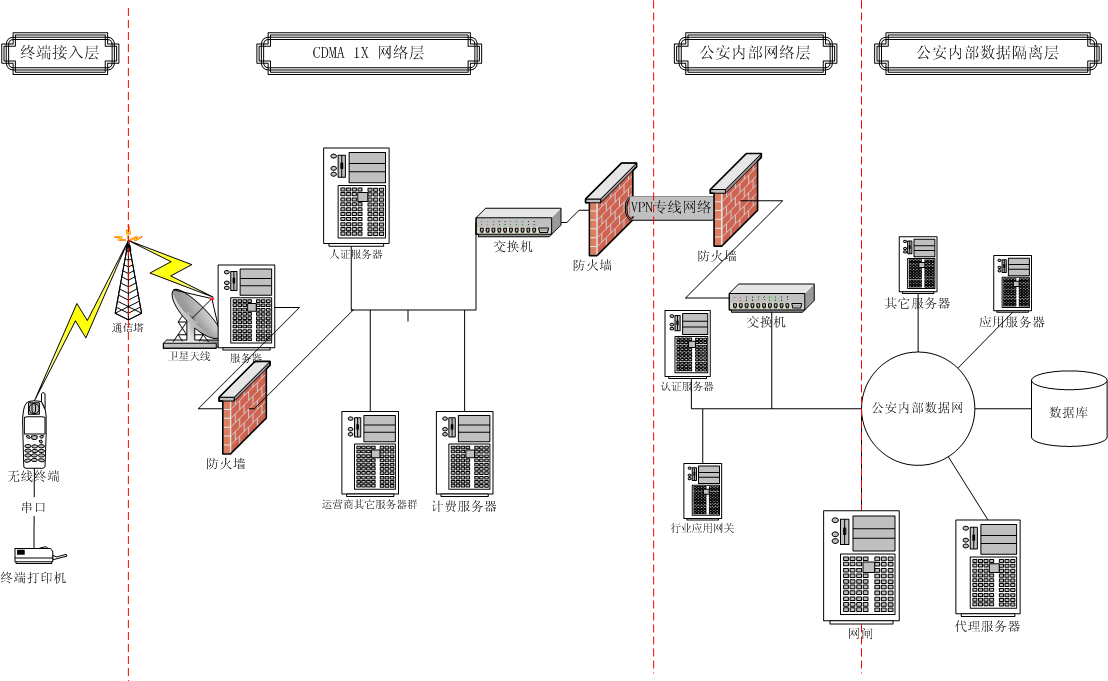 终端接入层
CDMA 1X 网络层
公安内部网络层
公安内部数据隔离层
人证服务器
交换机
防火墙
VPN专线网络
防火墙
通信塔
卫星天线
服务器
防火墙
无线终端
串口
终端打印机
运营商其它服务器群
计费服务器
交换机
认证服务器
行业应用网关
其它服务器
应用服务器
公安内部数据网
数据库
网闸
代理服务器